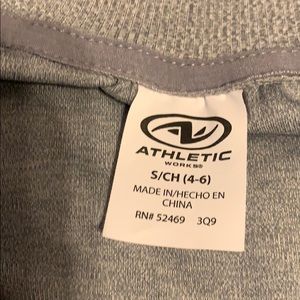 ATHLETIC
WORKS®
S/CH (4-6)
MADE IN/HECHO EN
CHINA
RN# 52469 3Q9